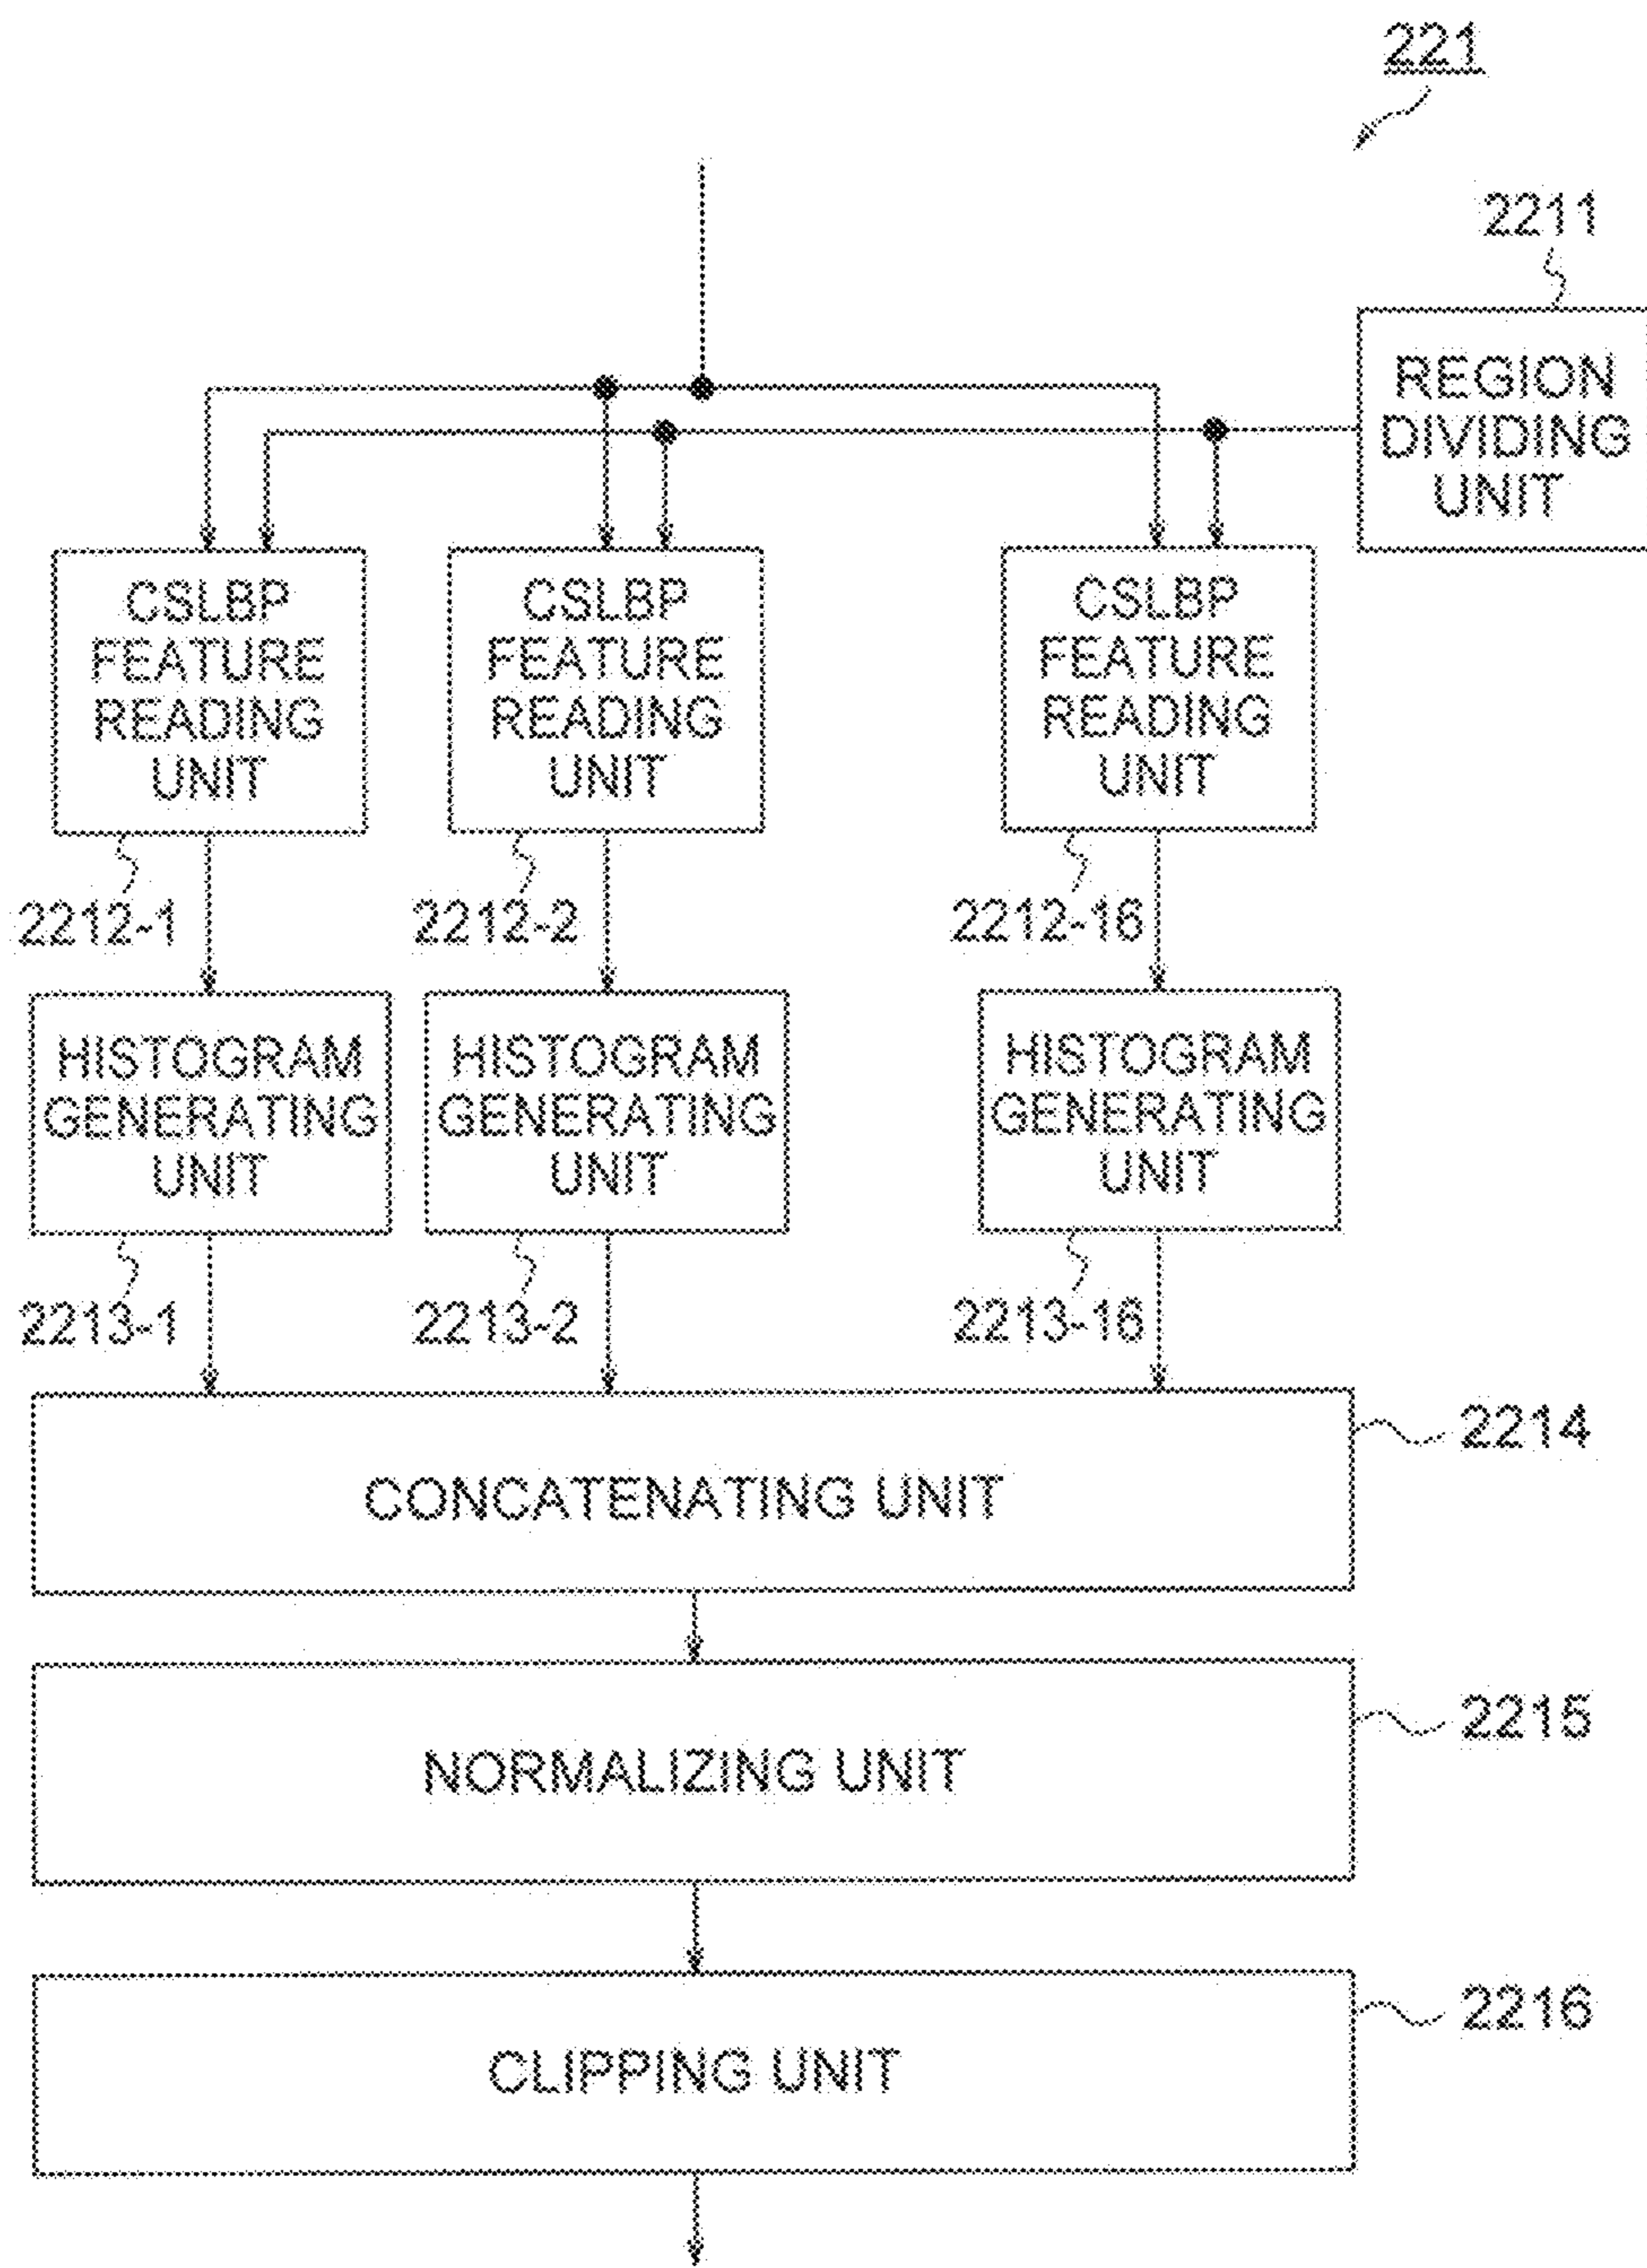 221
2211
REGION
DIVIDING
UNIT
CSLBP
FEATURE
READING
UNIT
CSLBP
FEATURE
READING
UNIT
CSLBP
FEATURE
READING
UNIT
2212-1
2212-2
2212-16
HISTOGRAM
GENERATING
UNIT
HISTOGRAM
GENERATING
UNIT
HISTOGRAM
GENERATING
UNIT
2213-1
2213-2
2213-16
2214
CONCATENATING UNIT
2215
NORMALIZING UNIT
2216
CLIPPING UNIT